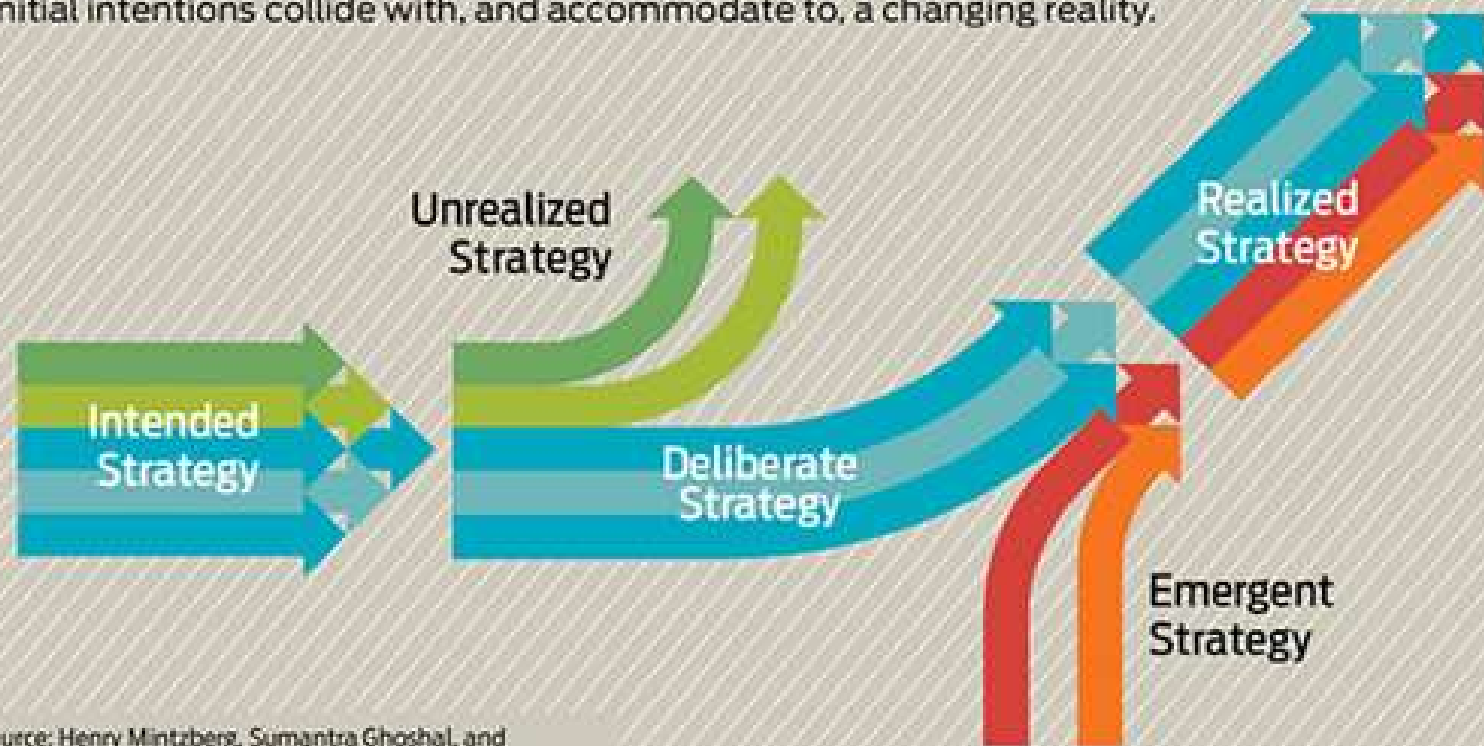 nitial intentions collide with, and accommodate to, a changing reality.
Unrealized
Strategy
Realized
Strategy
Intended
Strategy
Deliberate
Strategy
Emergent
Strategy
urce: Henry Mintzberg, Sumantra Ghoshal, and